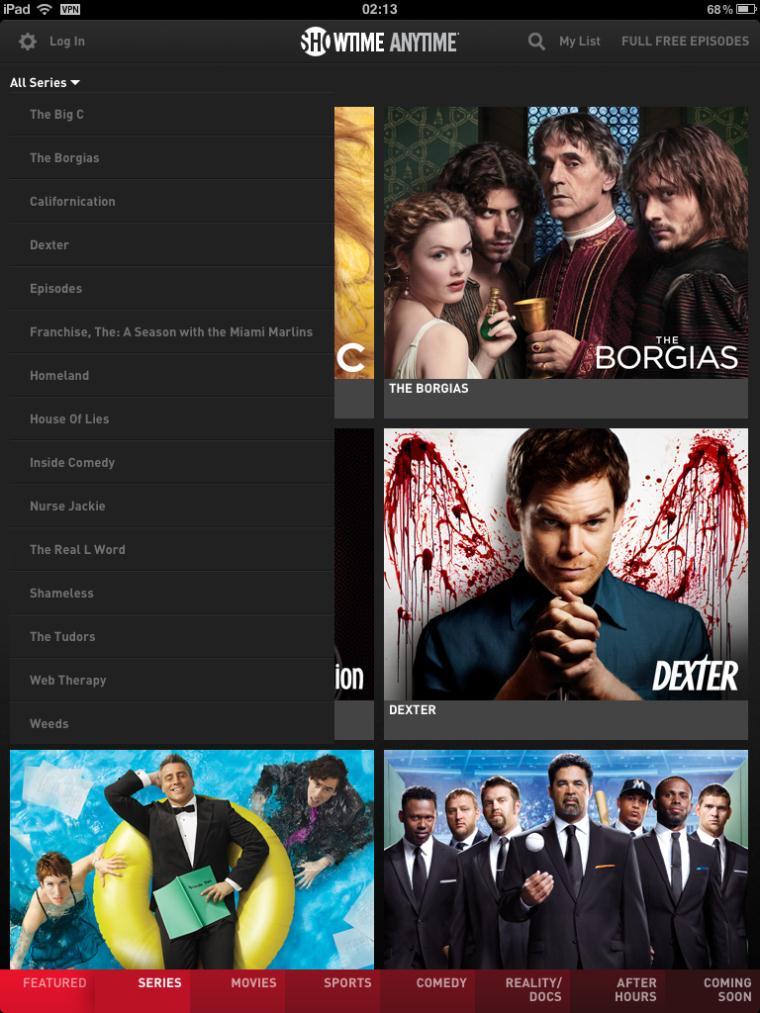 iPad VPN 02:13 68%
Log In SHOWTIME ANYTIME My List FULL FREE EPISODES
All Series
The Big C
The Borgias
Californication
Dexter
Episodes
Franchise, The: A Season with the Miami Marlins
Homeland
House Of Lies
Inside Comedy
Nurse Jackie
The Real L Word
Shameless
The Tudors
Web Therapy
Weeds
C
THE
BORGIAS
THE BORGIAS
ion
DEXTER
DEXTER
FEATURED SERIES MOVIES SPORTS COMEDY REALITY/
DOCS AFTER
HOURS COMING
SOON